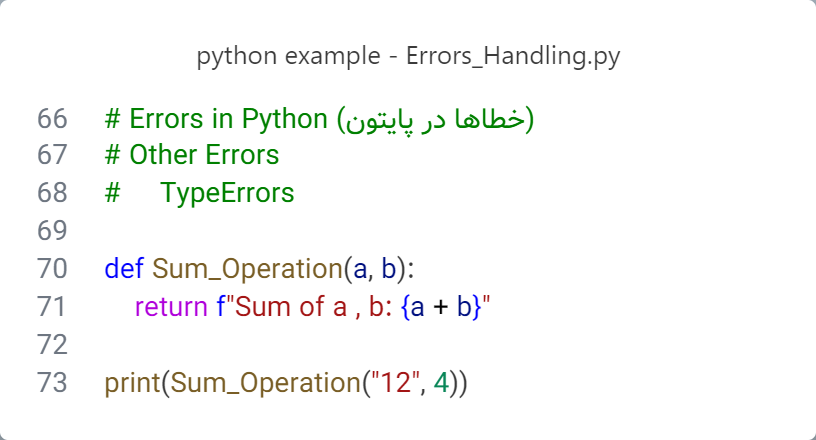 python example - Errors_Handling.py
66 # Errors in Python (خطاها در پایتون)
67 # Other Errors
68 #     TypeErrors
69
70 def Sum_Operation(a, b):
71     return f"Sum of a , b: {a + b}"
72
73 print(Sum_Operation("12", 4))